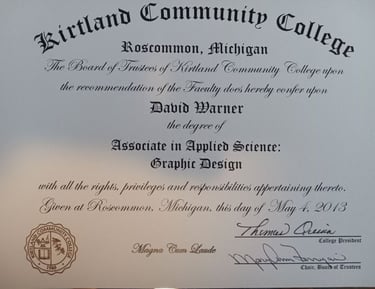 Kirtland Community College
Roscommon, Michigan
The Board of Trustees of Kirtland Community College upon
the recommendation of the Faculty does hereby confer upon
David Warner
the degree of
Associate in Applied Science:
Graphic Design
with all the rights, privileges and responsibilities appertaining thereto.
Given at Roscommon, Michigan, this day of May 4, 2013
College President
Magna Cum Laude
Chair, Board of Trustees